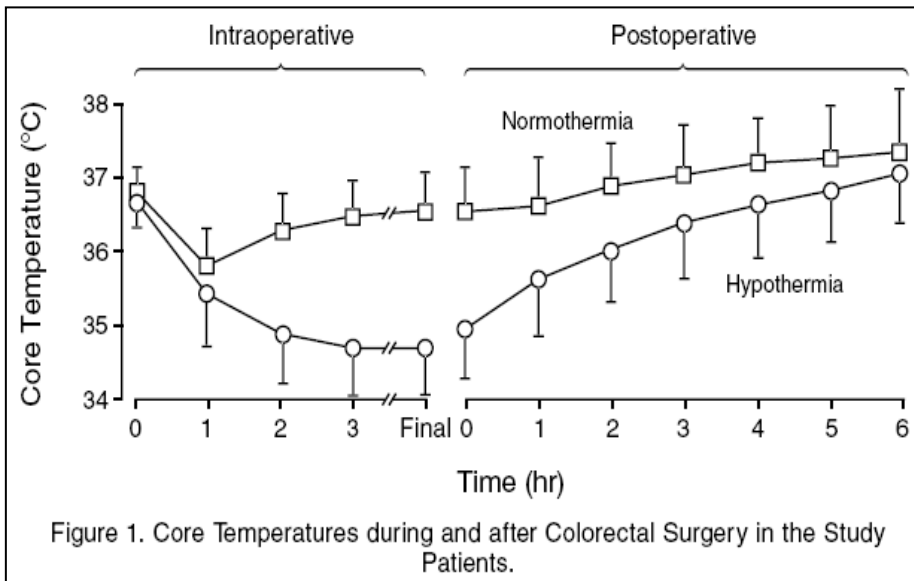 Intraoperative
Postoperative
Core Temperature (°C)
38
37
36
35
34
Normothermia
Hypothermia
0 1 2 3 Final 0 1 2 3 4 5 6
Time (hr)
Figure 1. Core Temperatures during and after Colorectal Surgery in the Study
Patients.